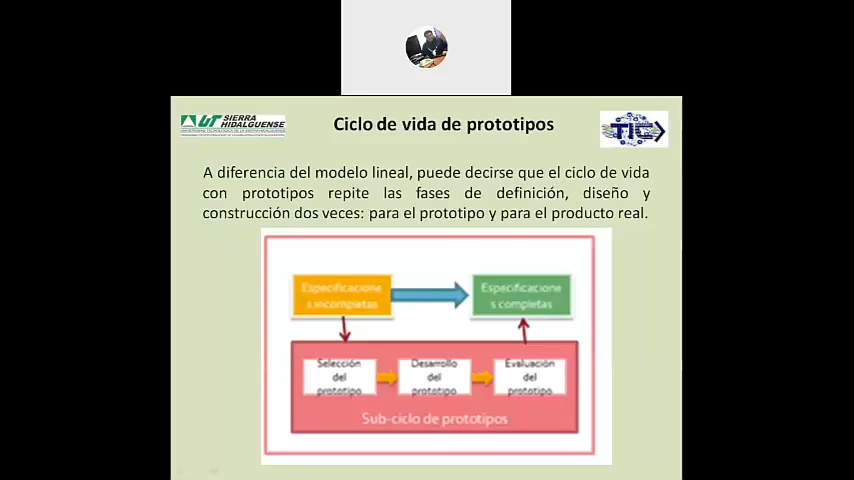 UT SIERRA HIDALGUENSE
Ciclo de vida de prototipos
TIC
A diferencia del modelo lineal, puede decirse que el ciclo de vida
con prototipos repite las fases de definición, diseño y
construcción dos veces: para el prototipo y para el producto real.
Especificacione
s incompletas
Especificacione
s completas
Selección
del
prototipo
Desarrollo
del
prototipo
Evaluación
del
prototipo
Sub-ciclo de prototipos